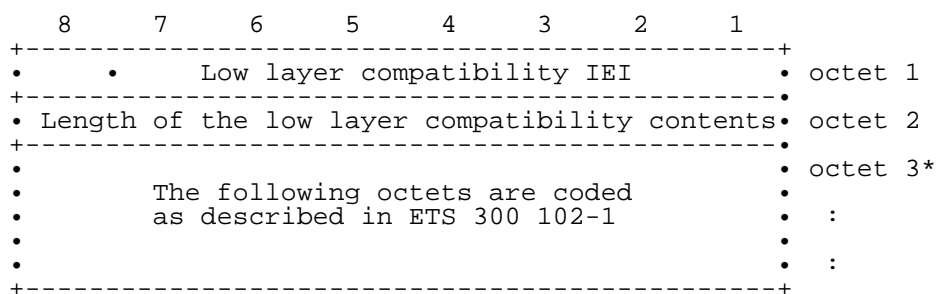 8 7 6 5 4 3 2 1
+-----------------------------------------------+
• • Low layer compatibility IEI • octet 1
+-----------------------------------------------•
• Length of the low layer compatibility contents• octet 2
+-----------------------------------------------•
• • octet 3*
• The following octets are coded •
• as described in ETS 300 102-1 • :
• •
• • :
+-----------------------------------------------+